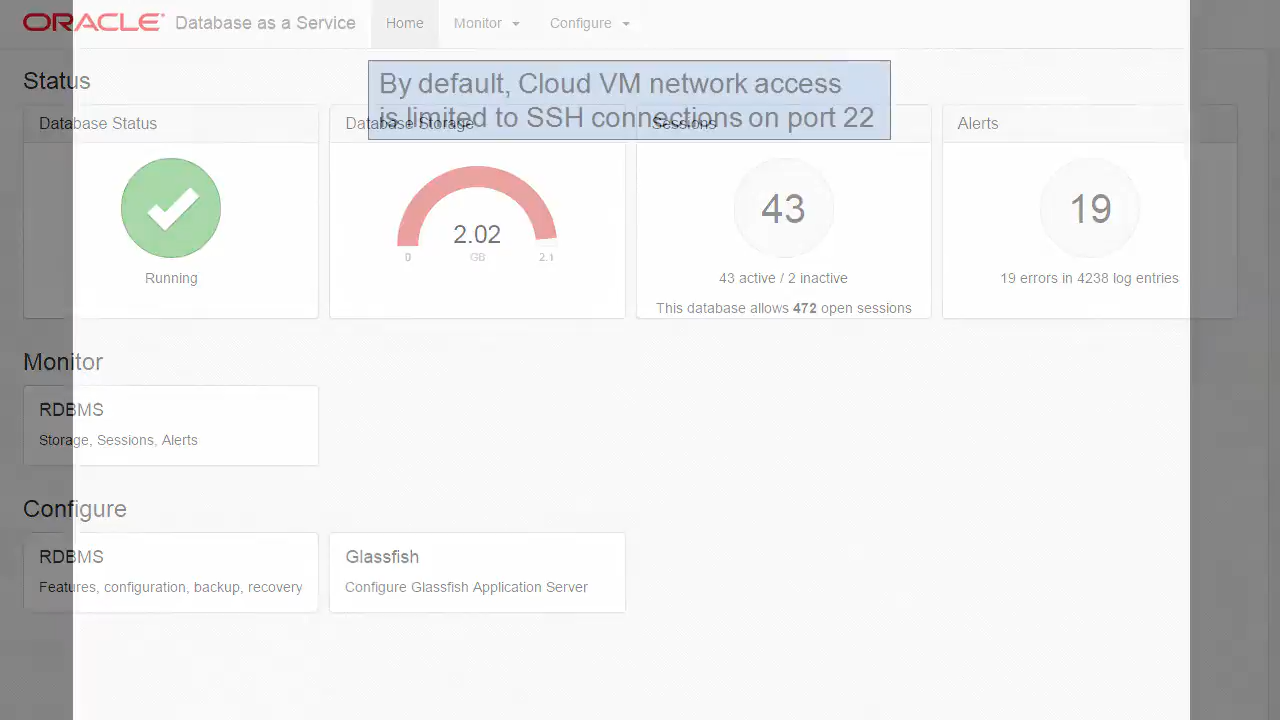 ORACLE Database as a Service Home Monitor Configure
By default, Cloud VM network access
is limited to SSH connections on port 22
Status
Database Status
Running
Database Storage
2.02
0 GB 2.1
Sessions
43
43 active / 2 inactive
This database allows 472 open sessions
Alerts
19
19 errors in 4238 log entries
Monitor
RDBMS
Storage, Sessions, Alerts
Configure
RDBMS
Features, configuration, backup, recovery
Glassfish
Configure Glassfish Application Server